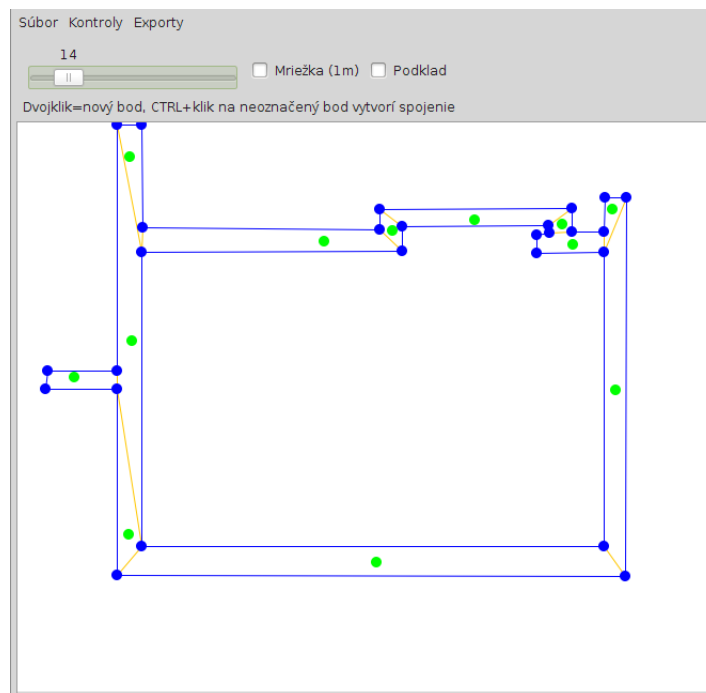 Súbor Kontroly Exporty
14
Mriežka (1m) Podklad
Dvojklik=nový bod, CTRL+klik na neoznačený bod vytvorí spojenie